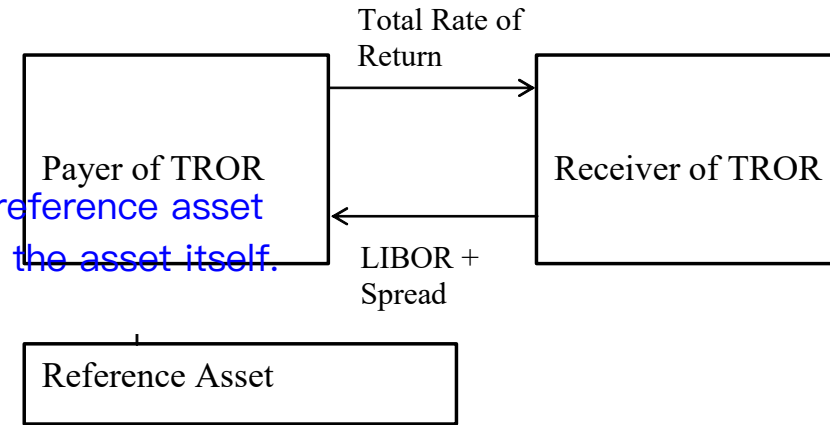 Total Rate of
Return
Payer of TROR
Receiver of TROR
reference asset
the asset itself.
LIBOR +
Spread
Reference Asset